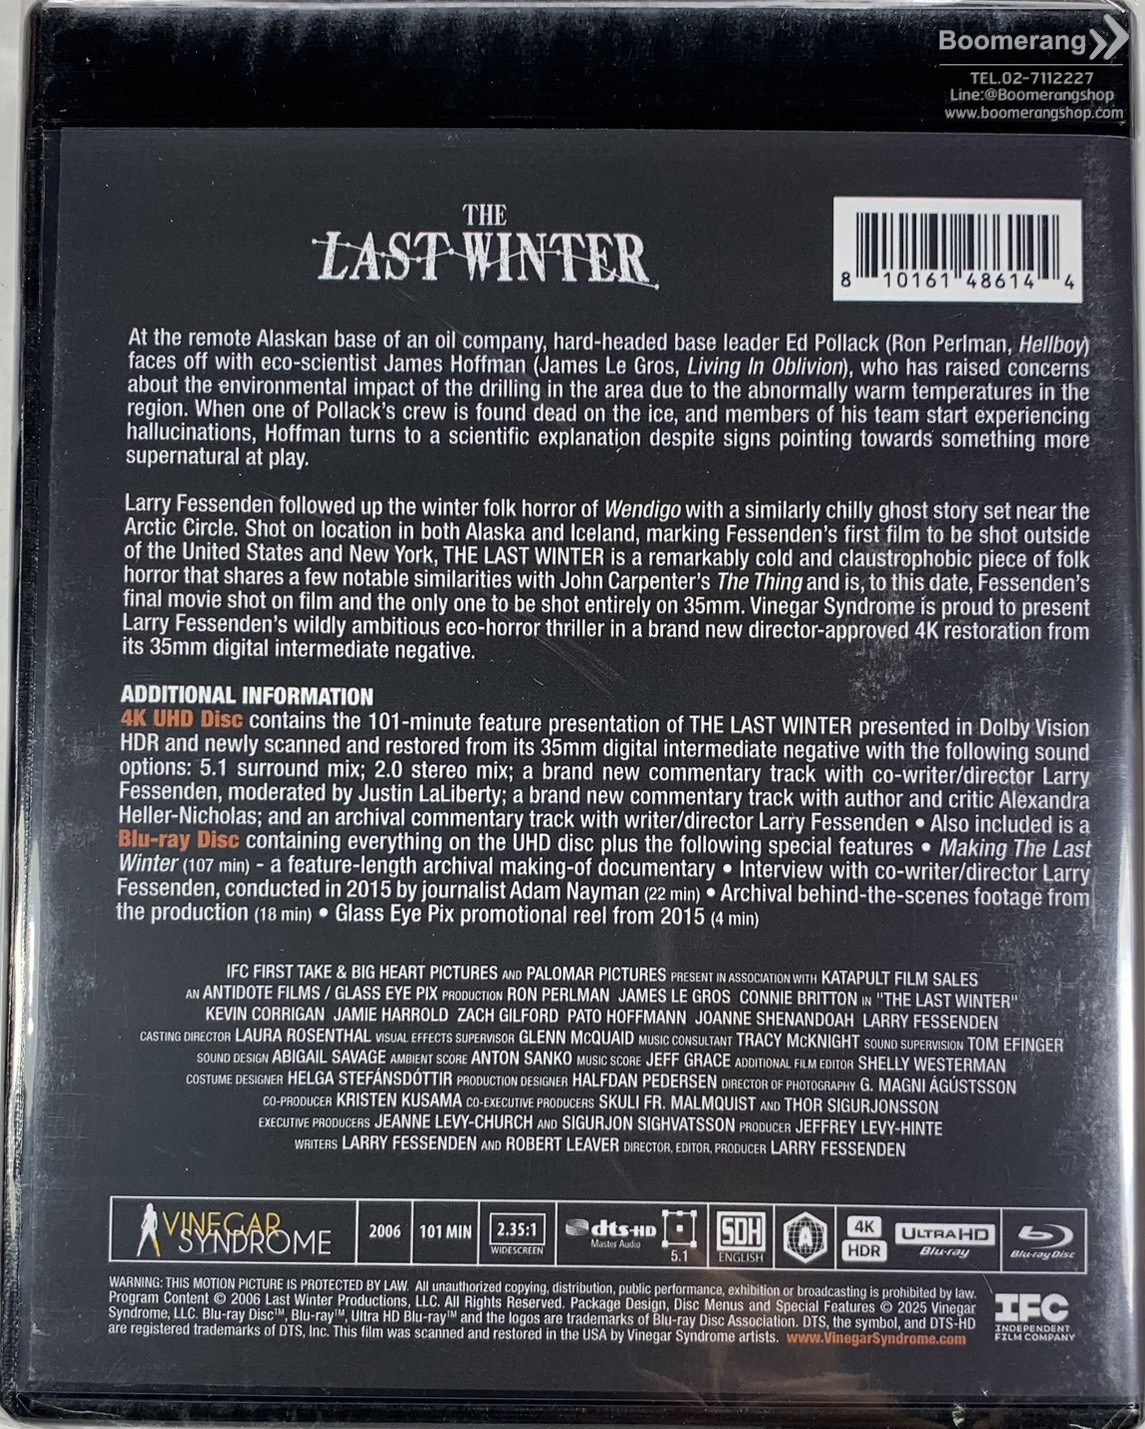 Boomerang
TEL.02-7112227
Line:@Boomerangshop
www.boomerangshop.com
THE
LAST WINTER
8 10161 48614 4
At the remote Alaskan base of an oil company, hard-headed base leader Ed Pollack (Ron Perlman, Hellboy)
faces off with eco-scientist James Hoffman (James Le Gros, Living In Oblivion), who has raised concerns
about the environmental impact of the drilling in the area due to the abnormally warm temperatures in the
region. When one of Pollack's crew is found dead on the ice, and members of his team start experiencing
hallucinations, Hoffman turns to a scientific explanation despite signs pointing towards something more
supernatural at play.
Larry Fessenden followed up the winter folk horror of Wendigo with a similarly chilly ghost story set near the
Arctic Circle. Shot on location in both Alaska and Iceland, marking Fessenden's first film to be shot outside
of the United States and New York, THE LAST WINTER is a remarkably cold and claustrophobic piece of folk
horror that shares a few notable similarities with John Carpenter's The Thing and is, to this date, Fessenden's
final movie shot on film and the only one to be shot entirely on 35mm. Vinegar Syndrome is proud to present
Larry Fessenden's wildly ambitious eco-horror thriller in a brand new director-approved 4K restoration from
its 35mm digital intermediate negative.
ADDITIONAL INFORMATION
4K UHD Disc contains the 101-minute feature presentation of THE LAST WINTER presented in Dolby Vision
HDR and newly scanned and restored from its 35mm digital intermediate negative with the following sound
options: 5.1 surround mix; 2.0 stereo mix; a brand new commentary track with co-writer/director Larry
Fessenden, moderated by Justin LaLiberty; a brand new commentary track with author and critic Alexandra
Heller-Nicholas; and an archival commentary track with writer/director Larry Fessenden • Also included is a
Blu-ray Disc containing everything on the UHD disc plus the following special features • Making The Last
Winter (107 min) - a feature-length archival making-of documentary • Interview with co-writer/director Larry
Fessenden, conducted in 2015 by journalist Adam Nayman (22 min) • Archival behind-the-scenes footage from
the production (18 min) • Glass Eye Pix promotional reel from 2015 (4 min)
IFC FIRST TAKE & BIG HEART PICTURES AND PALOMAR PICTURES PRESENT IN ASSOCIATION WITH KATAPULT FILM SALES
AN ANTIDOTE FILMS / GLASS EYE PIX PRODUCTION RON PERLMAN JAMES LE GROS CONNIE BRITTON IN "THE LAST WINTER"
KEVIN CORRIGAN JAMIE HARROLD ZACH GILFORD PATO HOFFMANN JOANNE SHENANDOAH LARRY FESSENDEN
CASTING DIRECTOR LAURA ROSENTHAL VISUAL EFFECTS SUPERVISOR GLENN McQUAID MUSIC CONSULTANT TRACY McKNIGHT SOUND SUPERVISION TOM EFINGER
SOUND DESIGN ABIGAIL SAVAGE AMBIENT SCORE ANTON SANKO MUSIC SCORE JEFF GRACE ADDITIONAL FILM EDITOR SHELLY WESTERMAN
COSTUME DESIGNER HELGA STEFÁNSDÓTTIR PRODUCTION DESIGNER HALFDAN PEDERSEN DIRECTOR OF PHOTOGRAPHY G. MAGNI ÁGÚSTSSON
CO-PRODUCER KRISTEN KUSAMA CO-EXECUTIVE PRODUCERS SKULI FR. MALMQUIST AND THOR SIGURJONSSON
EXECUTIVE PRODUCERS JEANNE LEVY-CHURCH AND SIGURJON SIGHVATSSON PRODUCER JEFFREY LEVY-HINTE
WRITERS LARRY FESSENDEN AND ROBERT LEAVER DIRECTOR, EDITOR, PRODUCER LARRY FESSENDEN
VINEGAR
SYNDROME
2006
101 MIN
2.35:1
WIDESCREEN
dts-HD
Master Audio
5.1
SDH
ENGLISH
A
4K
HDR
ULTRA HD
Blu-ray
Blu-ray Disc
WARNING: THIS MOTION PICTURE IS PROTECTED BY LAW. All unauthorized copying, distribution, public performance, exhibition or broadcasting is prohibited by law.
Program Content © 2006 Last Winter Productions, LLC. All Rights Reserved. Package Design, Disc Menus and Special Features © 2025 Vinegar
Syndrome, LLC. Blu-ray Disc™, Blu-ray™, Ultra HD Blu-ray™ and the logos are trademarks of Blu-ray Disc Association. DTS, the symbol, and DTS-HD
are registered trademarks of DTS, Inc. This film was scanned and restored in the USA by Vinegar Syndrome artists. www.VinegarSyndrome.com
IFC
INDEPENDENT
FILM COMPANY